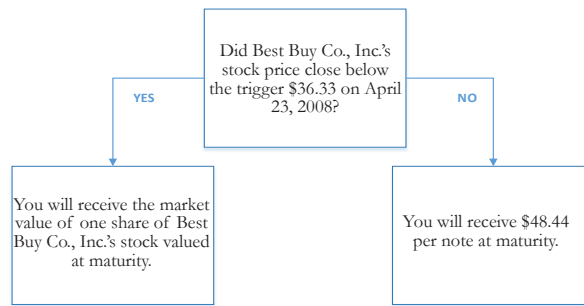 Did Best Buy Co., Inc.'s
stock price close below
the trigger $36.33 on April
23, 2008?
YES
NO
You will receive the market
value of one share of Best
Buy Co., Inc.'s stock valued
at maturity.
You will receive $48.44
per note at maturity.